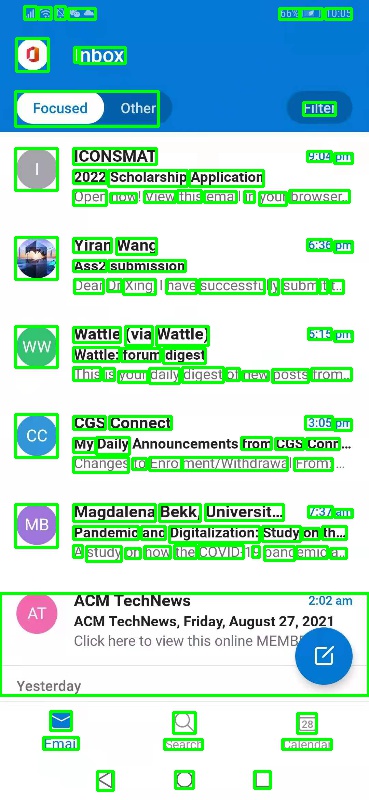 66% 10:05
Inbox
Focused Other Filter
I ICONSMAT 9:04 pm
2022 Scholarship Application
Open now! View this email in your browser...
Yiran Wang 6:36 pm
Ass2 submission
Dear Dr Xing, I have successfully submitt...
WW Wattle (via Wattle) 5:15 pm
Wattle: forum digest
This is your daily digest of new posts from...
CC CGS Connect 3:05 pm
My Daily Announcements from CGS Conr...
Changes to Enrolment/Withdrawal From: ...
MB Magdalena Bekk, Universit... 7:37 am
Pandemic and Digitalization: Study on th...
A study on how the COVID-19 pandemic a...
AT ACM TechNews 2:02 am
ACM TechNews, Friday, August 27, 2021
Click here to view this online MEMBE
Yesterday
28
Email Search Calendar